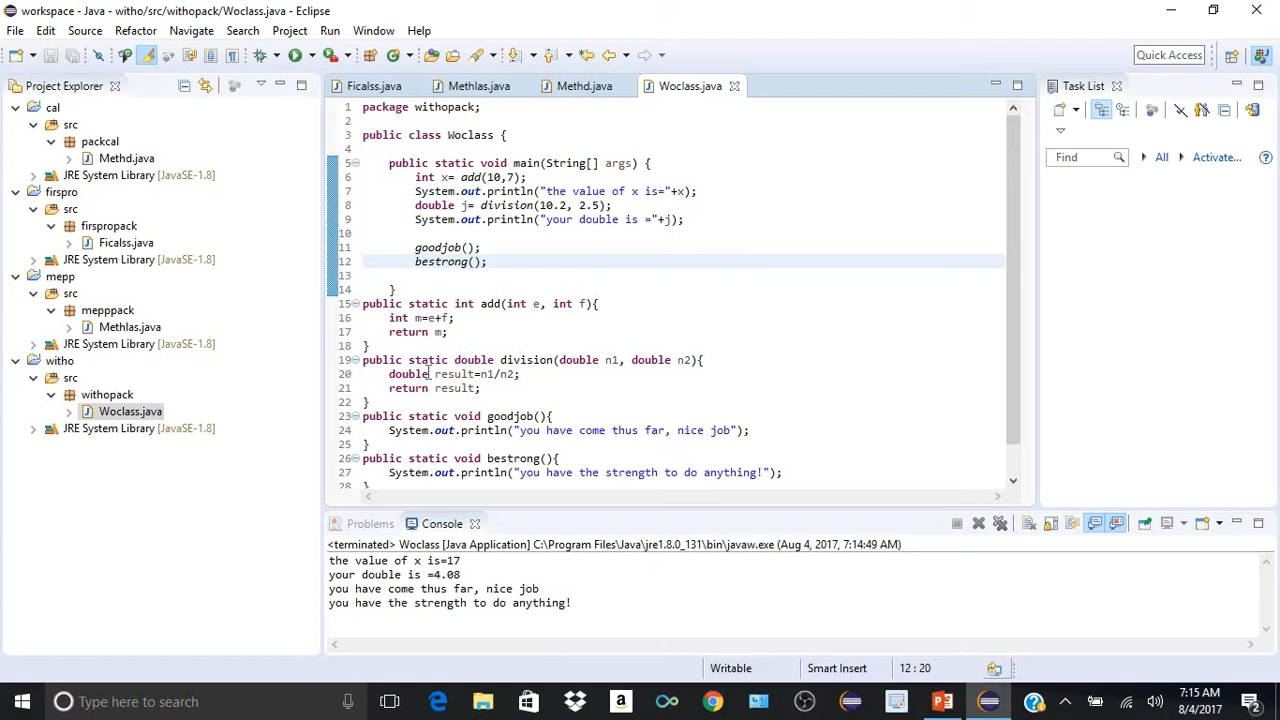 workspace - Java - witho/src/withopack/Woclass.java - Eclipse
File Edit Source Refactor Navigate Search Project Run Window Help
Quick Access
Project Explorer
cal
src
packcal
Methd.java
JRE System Library [JavaSE-1.8]
firspro
src
firspropack
Ficalss.java
JRE System Library [JavaSE-1.8]
mepp
src
mepppack
Methlas.java
JRE System Library [JavaSE-1.8]
witho
src
withopack
Woclass.java
JRE System Library [JavaSE-1.8]
Ficalss.java Methlas.java Methd.java Woclass.java
1 package withopack;
2
3 public class Woclass {
4
5 public static void main(String[] args) {
6 int x= add(10,7);
7 System.out.println("the value of x is="+x);
8 double j= division(10.2, 2.5);
9 System.out.println("your double is ="+j);
10
11 goodjob();
12 bestrong();
13
14 }
15 public static int add(int e, int f){
16 int m=e+f;
17 return m;
18 }
19 public static double division(double n1, double n2){
20 double result=n1/n2;
21 return result;
22 }
23 public static void goodjob(){
24 System.out.println("you have come thus far, nice job");
25 }
26 public static void bestrong(){
27 System.out.println("you have the strength to do anything!");
28 }
Task List
Find All Activate...
Problems Console
<terminated> Woclass [Java Application] C:\Program Files\Java\jre1.8.0_131\bin\javaw.exe (Aug 4, 2017, 7:14:49 AM)
the value of x is=17
your double is =4.08
you have come thus far, nice job
you have the strength to do anything!
Writable Smart Insert 12 : 20
Type here to search
7:15 AM
8/4/2017
2